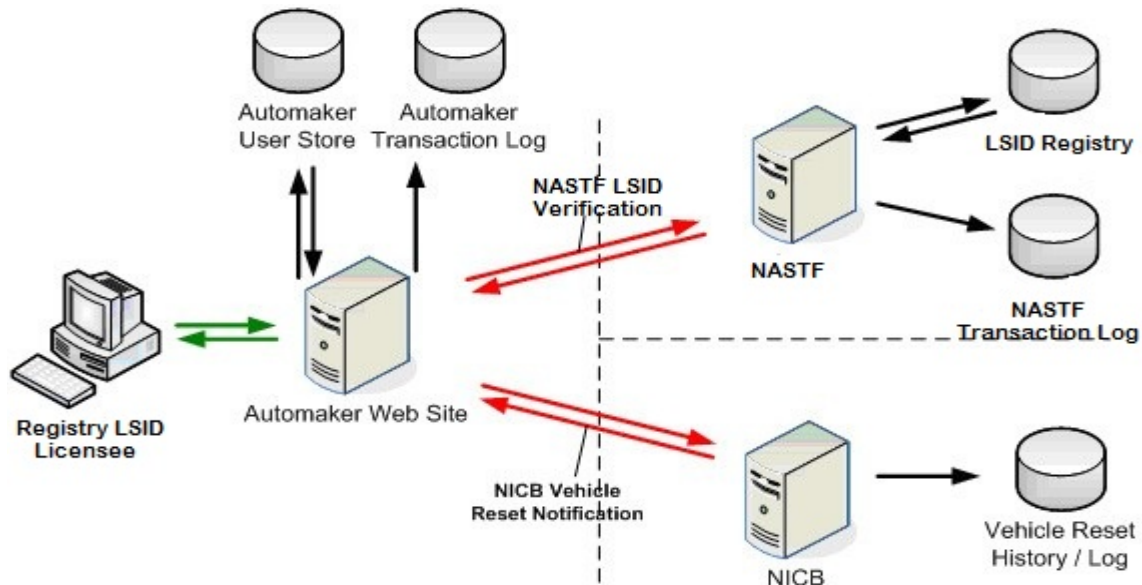 Automaker
User Store
Automaker
Transaction Log
LSID Registry
NASTF LSID
Verification
NASTF
NASTF
Transaction Log
Registry LSID
Licensee
Automaker Web Site
NICB Vehicle
Reset Notification
NICB
Vehicle Reset
History / Log